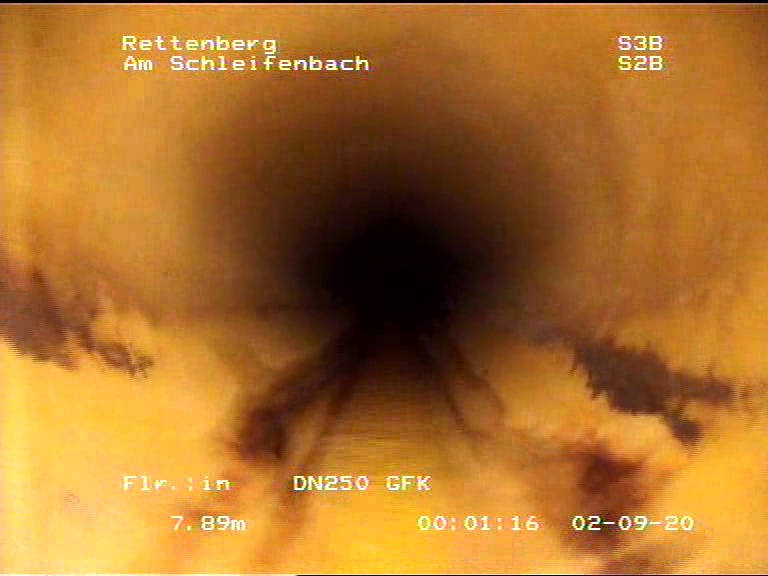 Rettenberg S3B
Am Schleifenbach S2B
Flr.:in DN250 GFK
7.89m 00:01:16 02-09-20